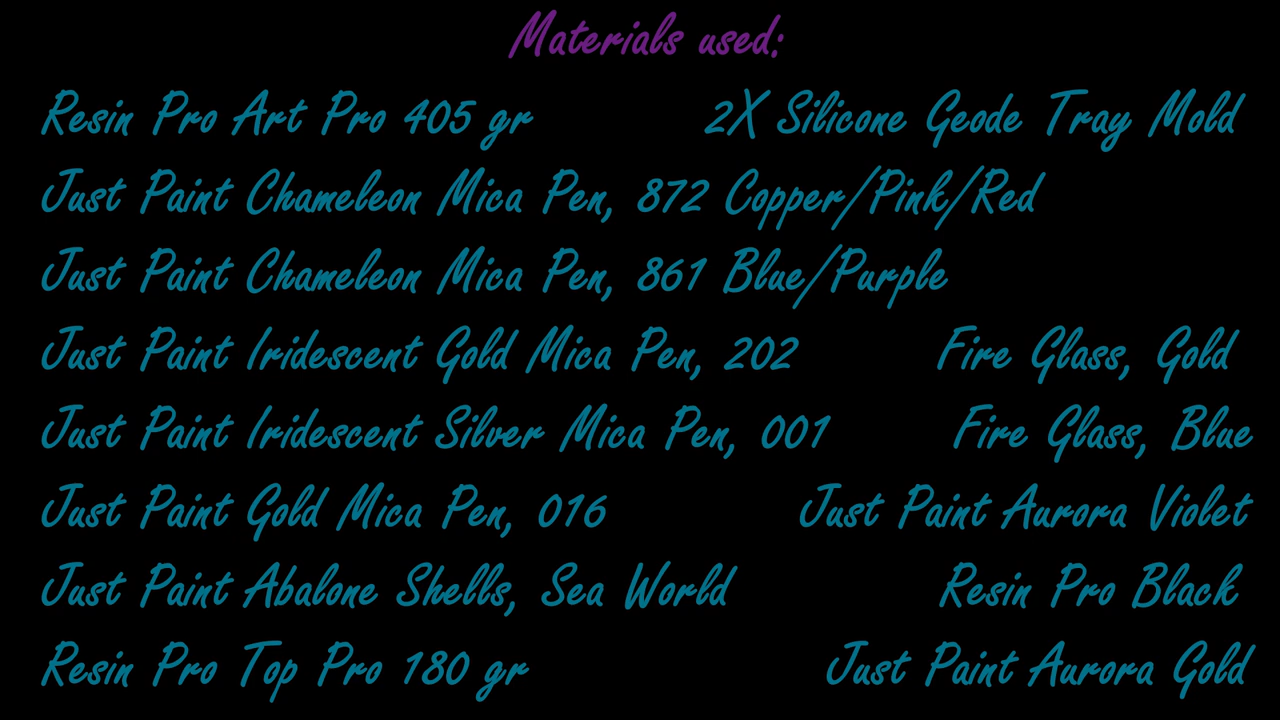 Materials used:
Resin Pro Art Pro 405 gr 2X Silicone Geode Tray Mold
Just Paint Chameleon Mica Pen, 872 Copper/Pink/Red
Just Paint Chameleon Mica Pen, 861 Blue/Purple
Just Paint Iridescent Gold Mica Pen, 202 Fire Glass, Gold
Just Paint Iridescent Silver Mica Pen, 001 Fire Glass, Blue
Just Paint Gold Mica Pen, 016 Just Paint Aurora Violet
Just Paint Abalone Shells, Sea World Resin Pro Black
Resin Pro Top Pro 180 gr Just Paint Aurora Gold